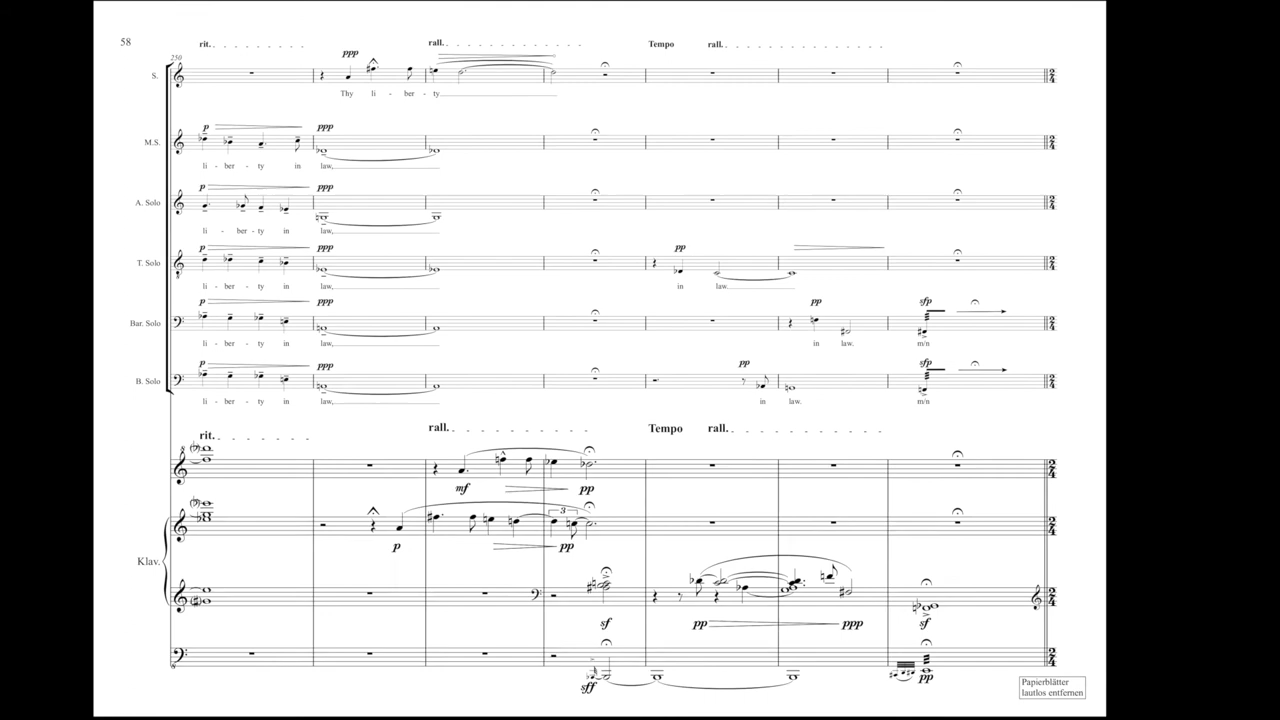 58
rit.
rall.
Tempo
rall.
250
ppp
S.
Thy li - ber - ty
p
ppp
M.S.
li - ber - ty in law,
p
ppp
A. Solo
li - ber - ty in law,
p
ppp
pp
T. Solo
li - ber - ty in law,
in law.
p
ppp
pp
sfp
Bar. Solo
li - ber - ty in law,
in law.
m/n
p
ppp
pp
sfp
B. Solo
li - ber - ty in law,
in law.
m/n
rit.
rall.
Tempo
rall.
mf
pp
3
p
pp
Klav.
sf
pp
ppp
sf
sff
pp
Papierblätter
lautlos entfernen